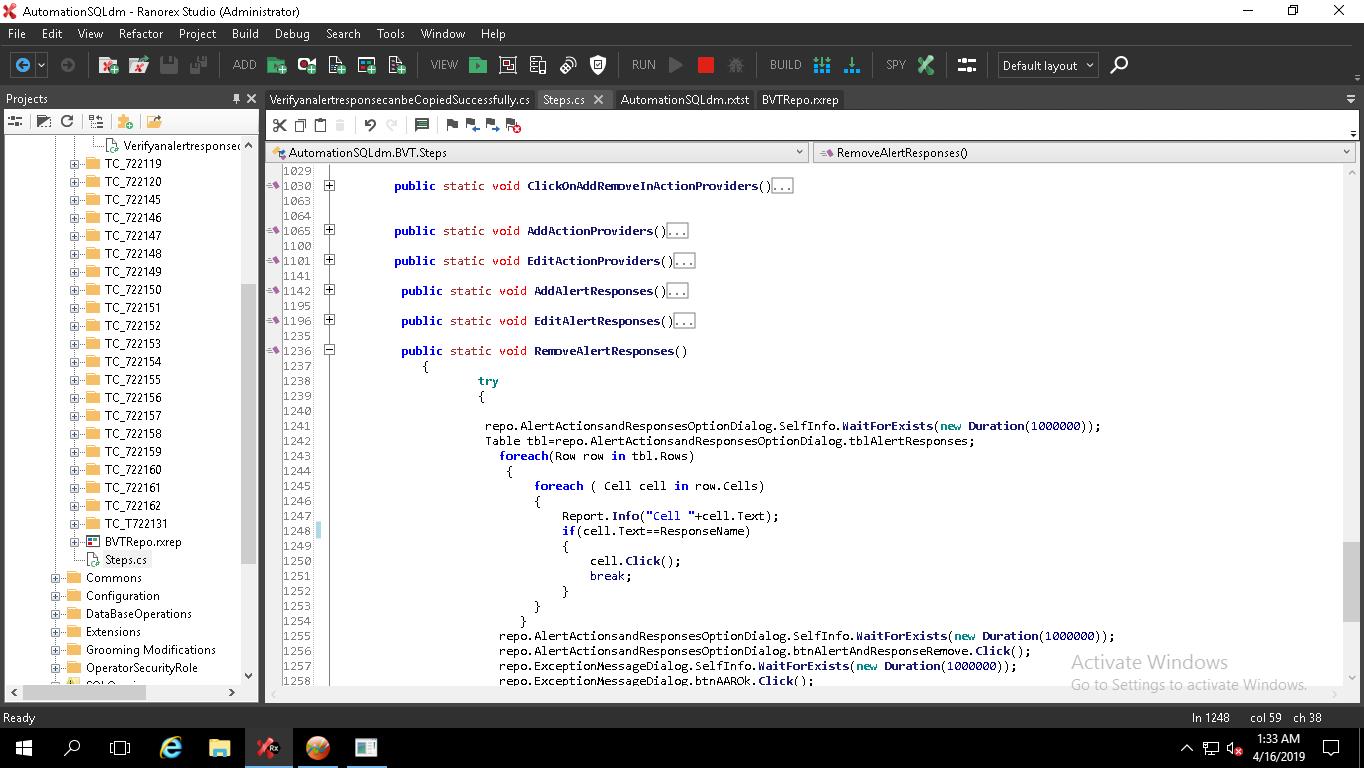 AutomationSQLdm - Ranorex Studio (Administrator)
File Edit View Refactor Project Build Debug Search Tools Window Help
ADD VIEW RUN BUILD SPY Default layout
Projects
VerifyanalertresponsecanbeCopiedSuccessfully.cs Steps.cs AutomationSQLdm.rxtst BVTRepo.rxrep
AutomationSQLdm.BVT.Steps RemoveAlertResponses()
Verifyanalertresponsec
TC_722119
TC_722120
TC_722145
TC_722146
TC_722147
TC_722148
TC_722149
TC_722150
TC_722151
TC_722152
TC_722153
TC_722154
TC_722155
TC_722156
TC_722157
TC_722158
TC_722159
TC_722160
TC_722161
TC_722162
TC_T722131
BVTRepo.rxrep
Steps.cs
Commons
Configuration
DataBaseOperations
Extensions
Grooming Modifications
OperatorSecurityRole
1029
1030 public static void ClickOnAddRemoveInActionProviders()...
1063
1064
1065 public static void AddActionProviders()...
1100
1101 public static void EditActionProviders()...
1141
1142 public static void AddAlertResponses()...
1195
1196 public static void EditAlertResponses()...
1235
1236 public static void RemoveAlertResponses()
1237 {
1238 try
1239 {
1240
1241 repo.AlertActionsandResponsesOptionDialog.SelfInfo.WaitForExists(new Duration(1000000));
1242 Table tbl=repo.AlertActionsandResponsesOptionDialog.tblAlertResponses;
1243 foreach(Row row in tbl.Rows)
1244 {
1245 foreach ( Cell cell in row.Cells)
1246 {
1247 Report.Info("Cell "+cell.Text);
1248 if(cell.Text==ResponseName)
1249 {
1250 cell.Click();
1251 break;
1252 }
1253 }
1254 }
1255 repo.AlertActionsandResponsesOptionDialog.SelfInfo.WaitForExists(new Duration(1000000));
1256 repo.AlertActionsandResponsesOptionDialog.btnAlertAndResponseRemove.Click();
1257 repo.ExceptionMessageDialog.SelfInfo.WaitForExists(new Duration(1000000));
1258 repo.ExceptionMessageDialog.btnAAROk.Click();
Activate Windows
Go to Settings to activate Windows.
Ready Ln 1248 col 59 ch 38
1:33 AM
4/16/2019